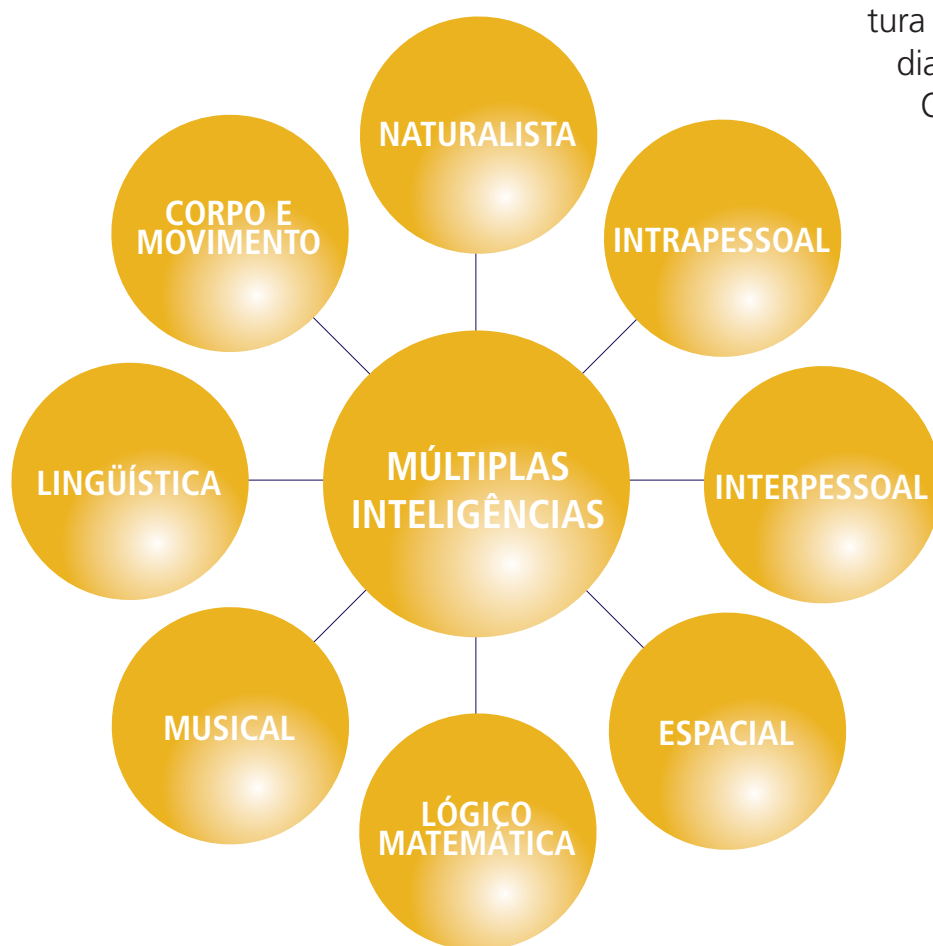 tura
dia
NATURALISTA
CORPO E
MOVIMENTO
INTRAPESSOAL
LINGÜÍSTICA
MÚLTIPLAS
INTELIGÊNCIAS
INTERPESSOAL
MUSICAL
ESPACIAL
LÓGICO
MATEMÁTICA